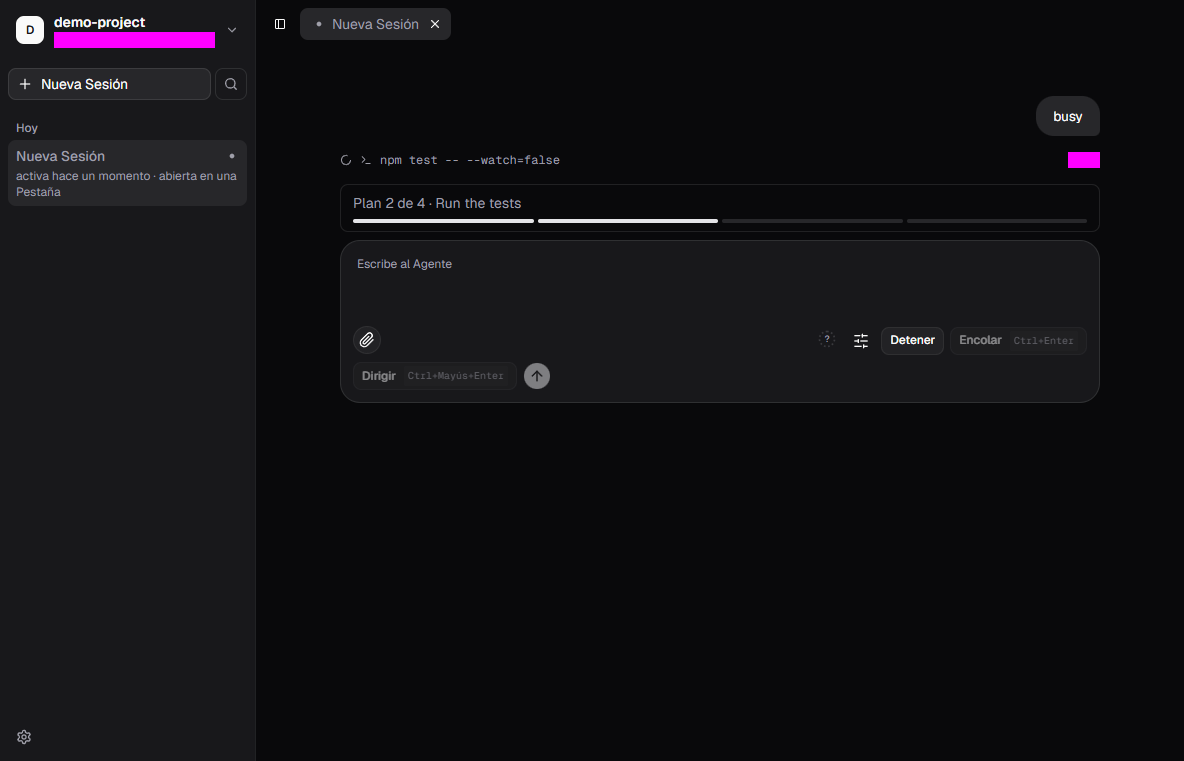 D
demo-project
Nueva Sesión
Hoy
Nueva Sesión
activa hace un momento · abierta en una
Pestaña
Nueva Sesión
busy
npm test -- --watch=false
Plan 2 de 4 · Run the tests
Escribe al Agente
?
Detener
Encolar Ctrl+Enter
Dirigir Ctrl+Mayús+Enter